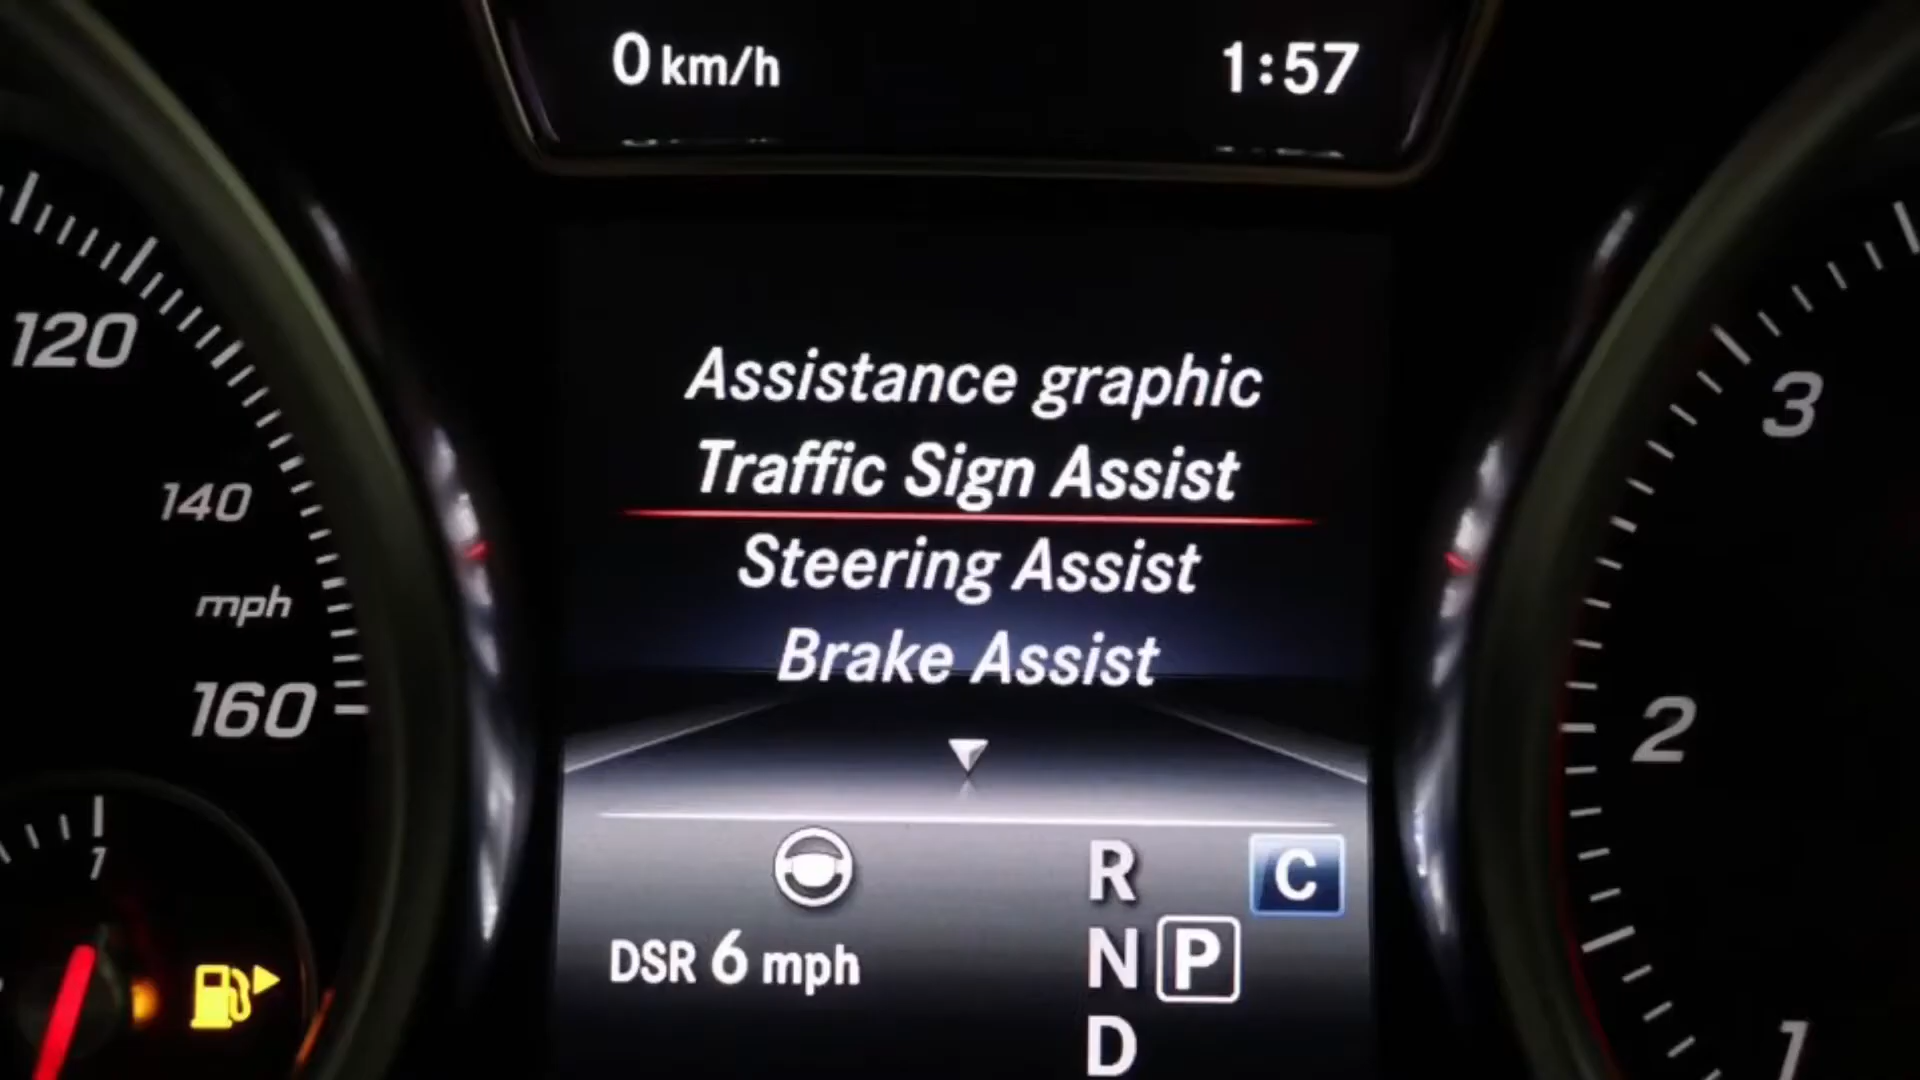 0 km/h 1:57
120
140
mph
160
1
Assistance graphic
Traffic Sign Assist
Steering Assist
Brake Assist
R C
N P
D
DSR 6 mph
3
2
1